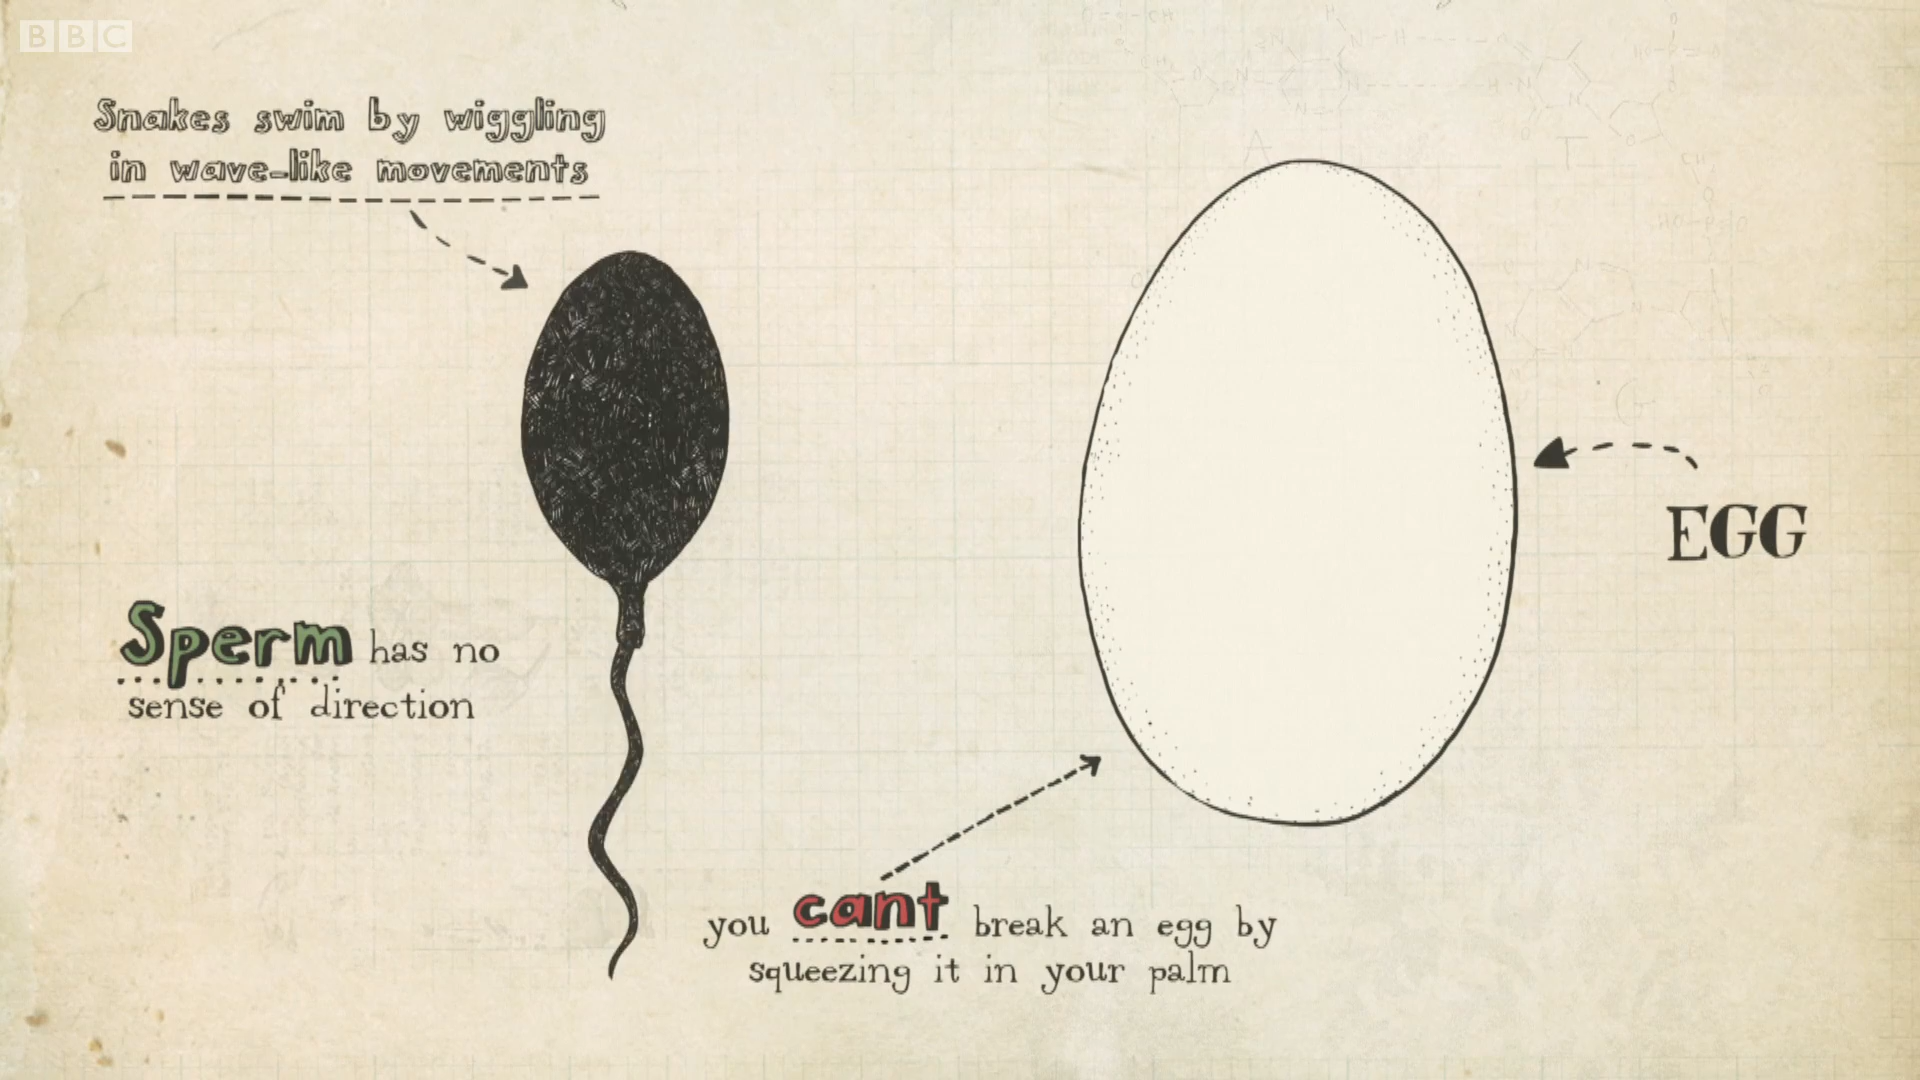 BBC
Snakes swim by wiggling
in wave-like movements
EGG
Sperm has no
sense of direction
you cant break an egg by
squeezing it in your palm